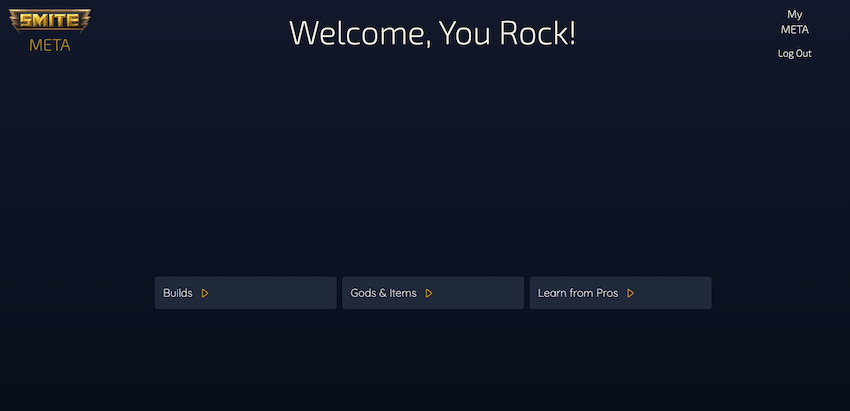 SMITE
META
Welcome, You Rock!
My
META
Log Out
Builds
Gods & Items
Learn from Pros